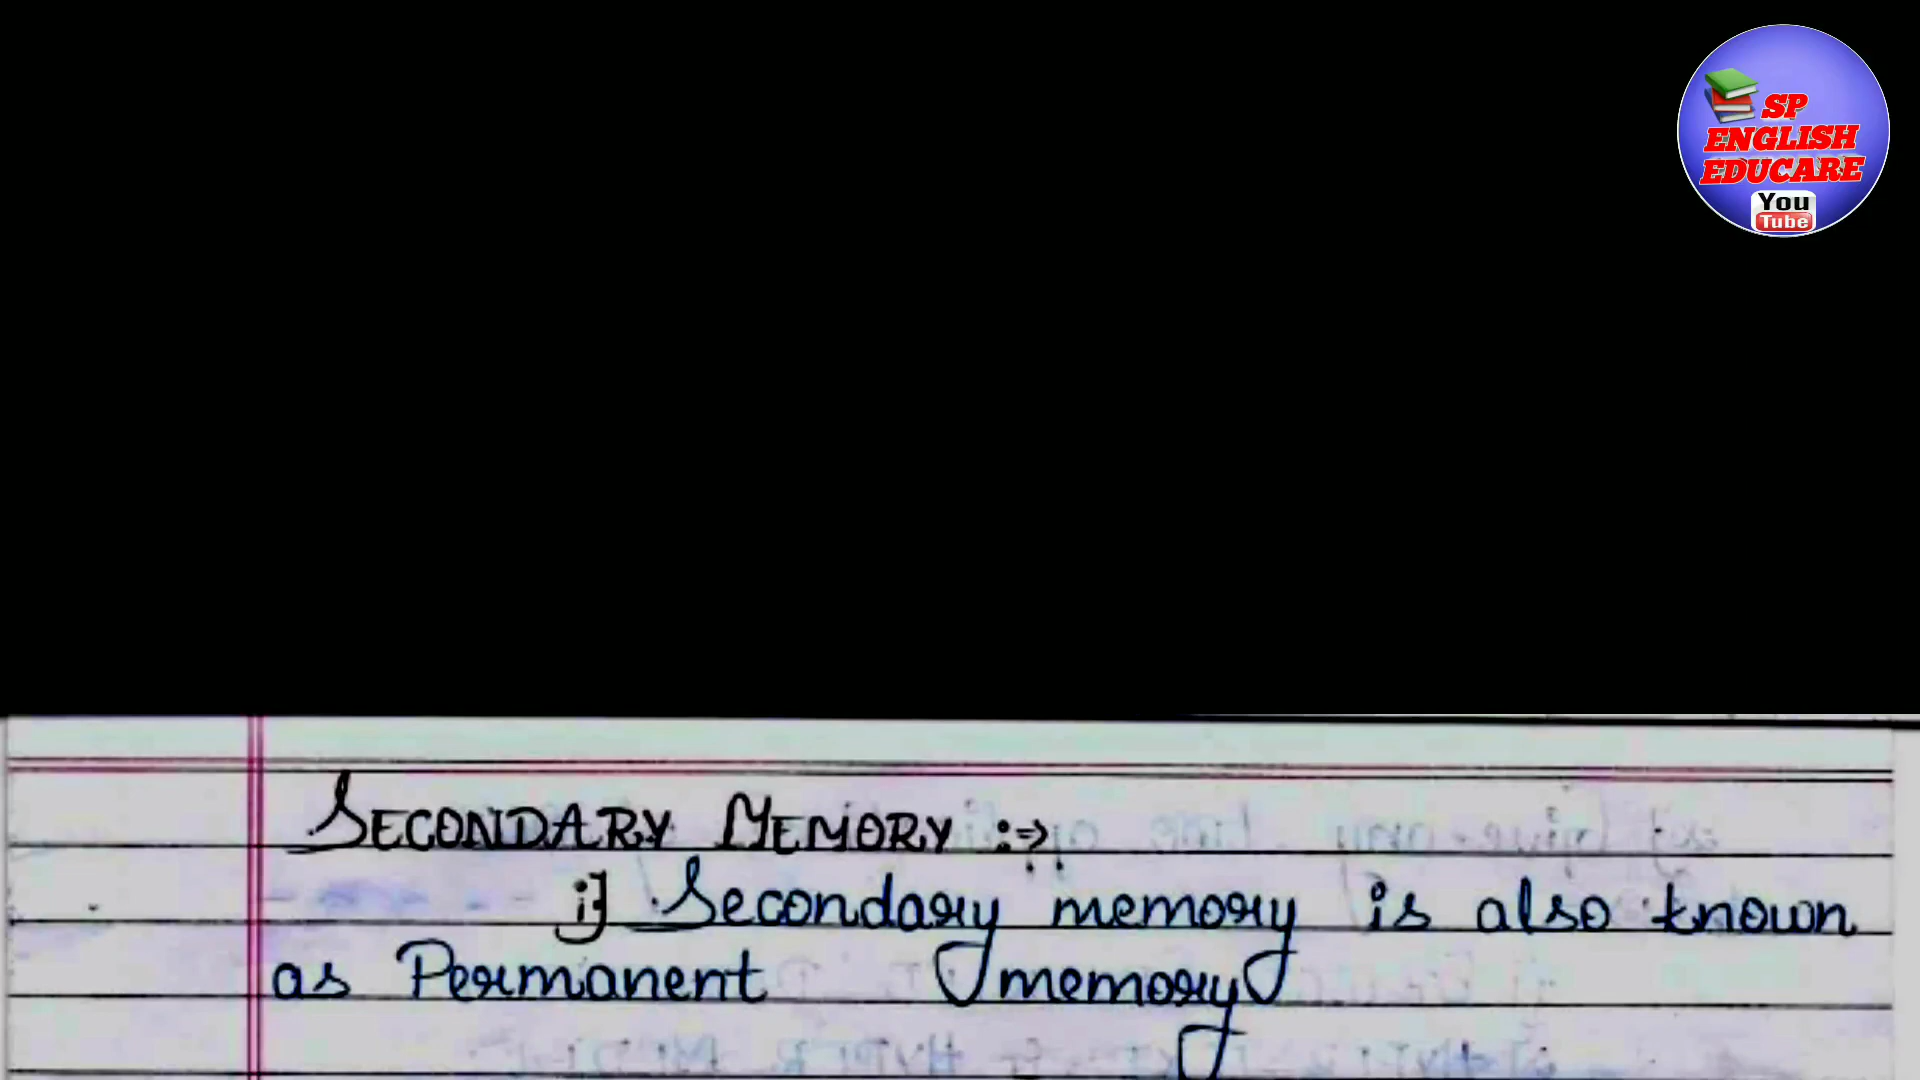 SP
ENGLISH
EDUCARE
You
Tube
SECONDARY MEMORY :⇒
i] Secondary memory is also known
as Permanent memory